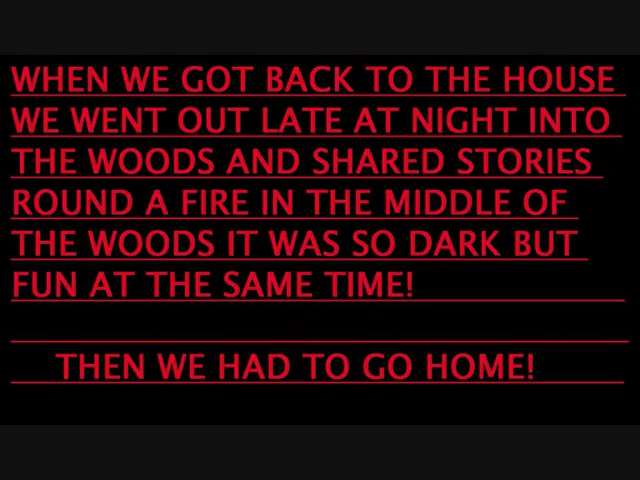 WHEN WE GOT BACK TO THE HOUSE
WE WENT OUT LATE AT NIGHT INTO
THE WOODS AND SHARED STORIES
ROUND A FIRE IN THE MIDDLE OF
THE WOODS IT WAS SO DARK BUT
FUN AT THE SAME TIME!
THEN WE HAD TO GO HOME!